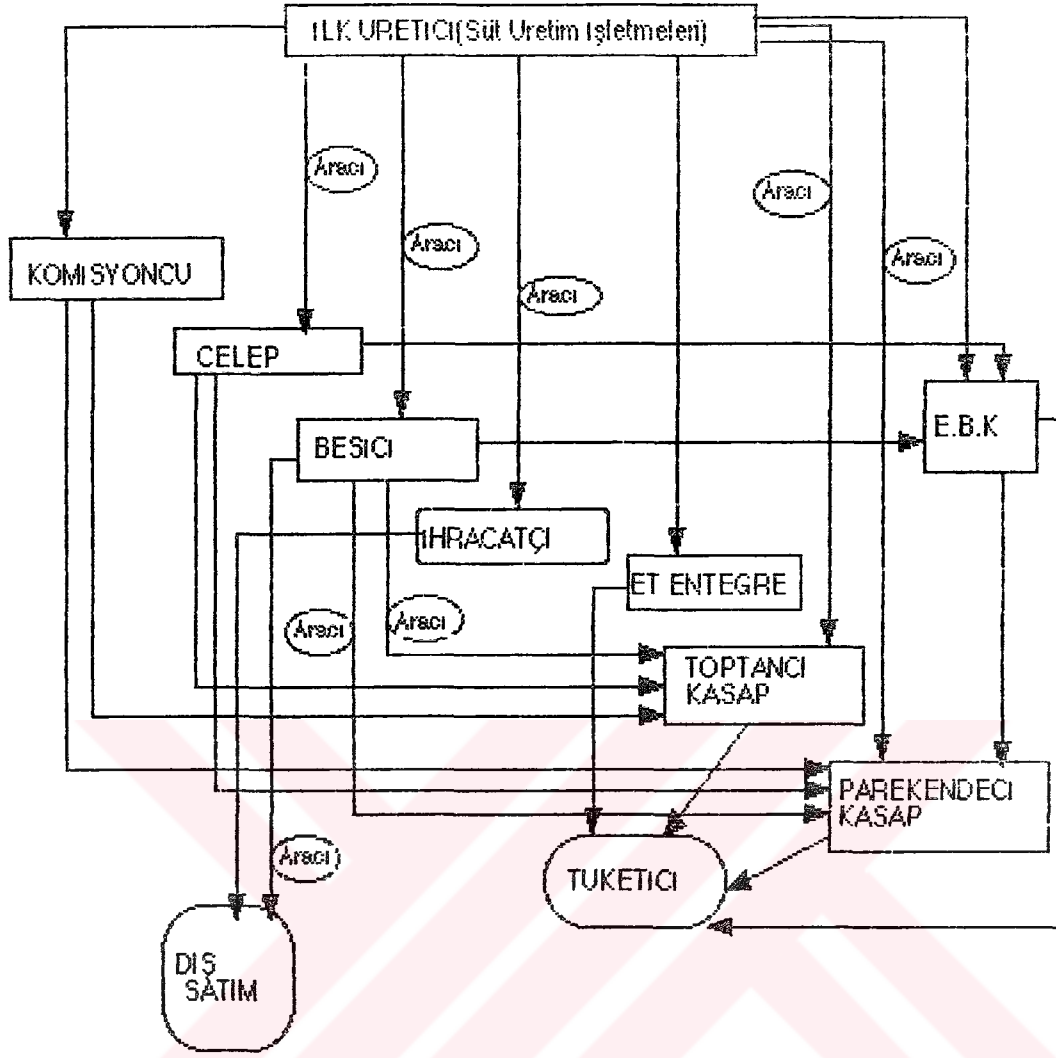 İLK URETICI(Süt Uretim Işletmeleri)
Aracı
Aracı
Aracı
Aracı
Aracı
KOMISYONCU
CELEP
E.B.K
BESICI
IHRACATÇI
ET ENTEGRE
Aracı
Aracı
TOPTANCI
KASAP
PAREKENDECI
KASAP
Aracı
TUKETICI
DIŞ
SATIM